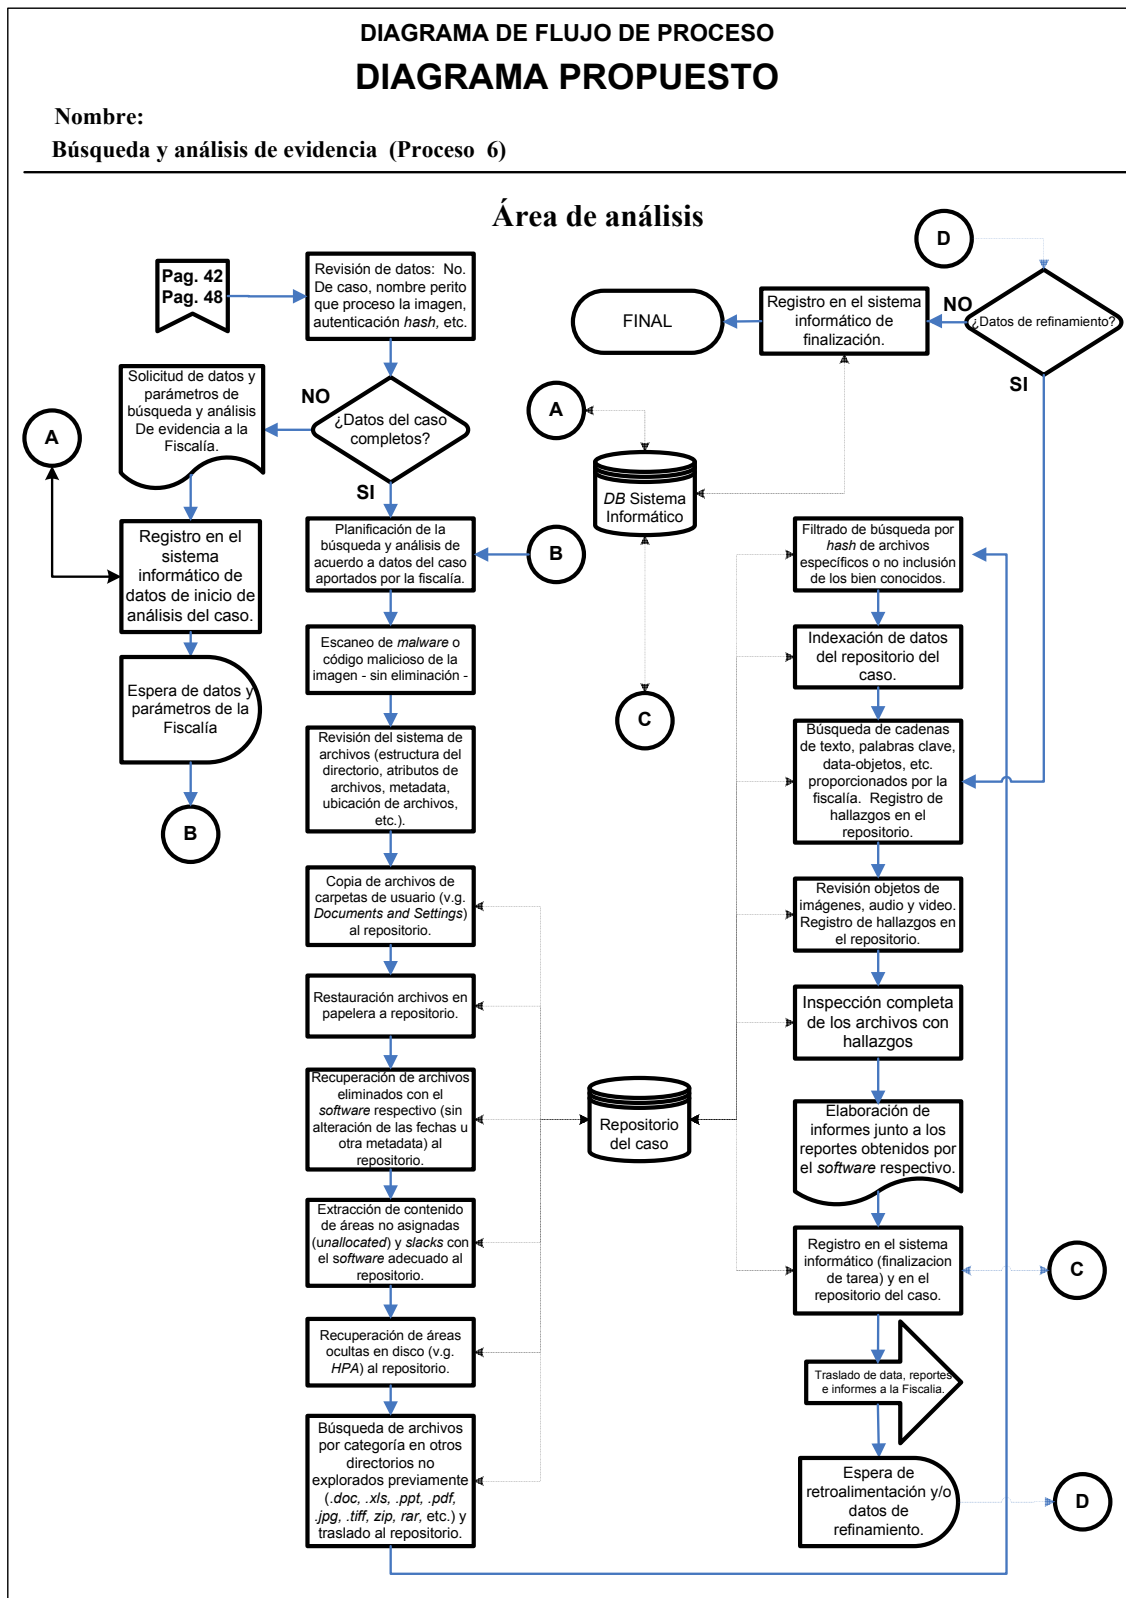 DIAGRAMA DE FLUJO DE PROCESO
DIAGRAMA PROPUESTO
Nombre:
Búsqueda y análisis de evidencia (Proceso 6)
Área de análisis
Pag. 42
Pag. 48
Revisión de datos: No.
De caso, nombre perito
que proceso la imagen,
autenticación hash, etc.
Solicitud de datos y
parámetros de
búsqueda y análisis
De evidencia a la
Fiscalía.
NO
¿Datos del caso
completos?
SI
A
Registro en el
sistema
informático de
datos de inicio de
análisis del caso.
Espera de datos y
parámetros de la
Fiscalía
B
Planificación de la
búsqueda y análisis de
acuerdo a datos del caso
aportados por la fiscalía.
B
Escaneo de malware o
código malicioso de la
imagen - sin eliminación -
Revisión del sistema de
archivos (estructura del
directorio, atributos de
archivos, metadata,
ubicación de archivos,
etc.).
Copia de archivos de
carpetas de usuario (v.g.
Documents and Settings)
al repositorio.
Restauración archivos en
papelera a repositorio.
Recuperación de archivos
eliminados con el
software respectivo (sin
alteración de las fechas u
otra metadata) al
repositorio.
Extracción de contenido
de áreas no asignadas
(unallocated) y slacks con
el software adecuado al
repositorio.
Recuperación de áreas
ocultas en disco (v.g.
HPA) al repositorio.
Búsqueda de archivos
por categoría en otros
directorios no
explorados previamente
(.doc, .xls, .ppt, .pdf,
.jpg, .tiff, zip, rar, etc.) y
traslado al repositorio.
FINAL
Registro en el sistema
informático de
finalización.
NO
D
¿Datos de refinamiento?
SI
A
DB Sistema
Informático
C
Repositorio
del caso
Filtrado de búsqueda por
hash de archivos
específicos o no inclusión
de los bien conocidos.
Indexación de datos
del repositorio del
caso.
Búsqueda de cadenas
de texto, palabras clave,
data-objetos, etc.
proporcionados por la
fiscalía. Registro de
hallazgos en el
repositorio.
Revisión objetos de
imágenes, audio y video.
Registro de hallazgos en
el repositorio.
Inspección completa
de los archivos con
hallazgos
Elaboración de
informes junto a los
reportes obtenidos por
el software respectivo.
Registro en el sistema
informático (finalizacion
de tarea) y en el
repositorio del caso.
C
Traslado de data, reportes
e informes a la Fiscalia.
Espera de
retroalimentación y/o
datos de
refinamiento.
D